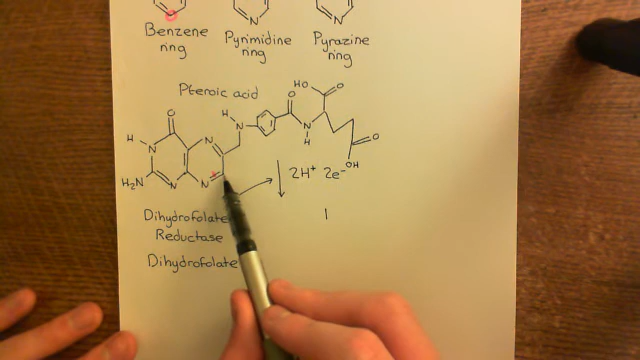 N
N
N
Benzene ring
Pyrimidine ring
Pyrazine ring
Pteroic acid
HO
O
O
O
H
H
N
N
N
N
H
O
H₂N
N
N
OH
2H⁺ 2e⁻
Dihydrofolate
Reductase
Dihydrofolate